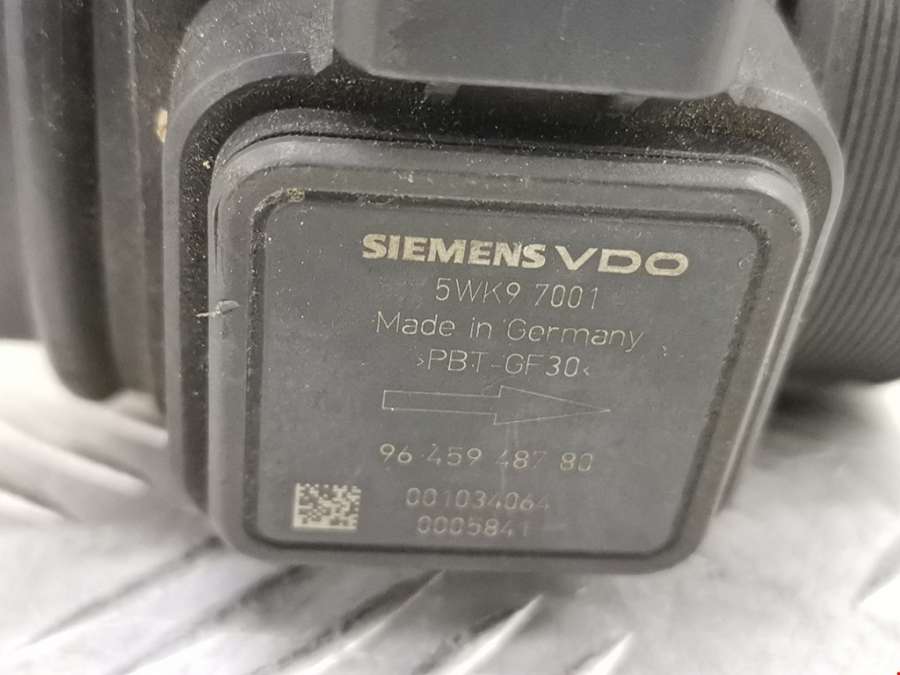 SIEMENS VDO
5WK9 7001
Made in Germany
>PBT-GF30<
96 459 487 80
001034064
0005841